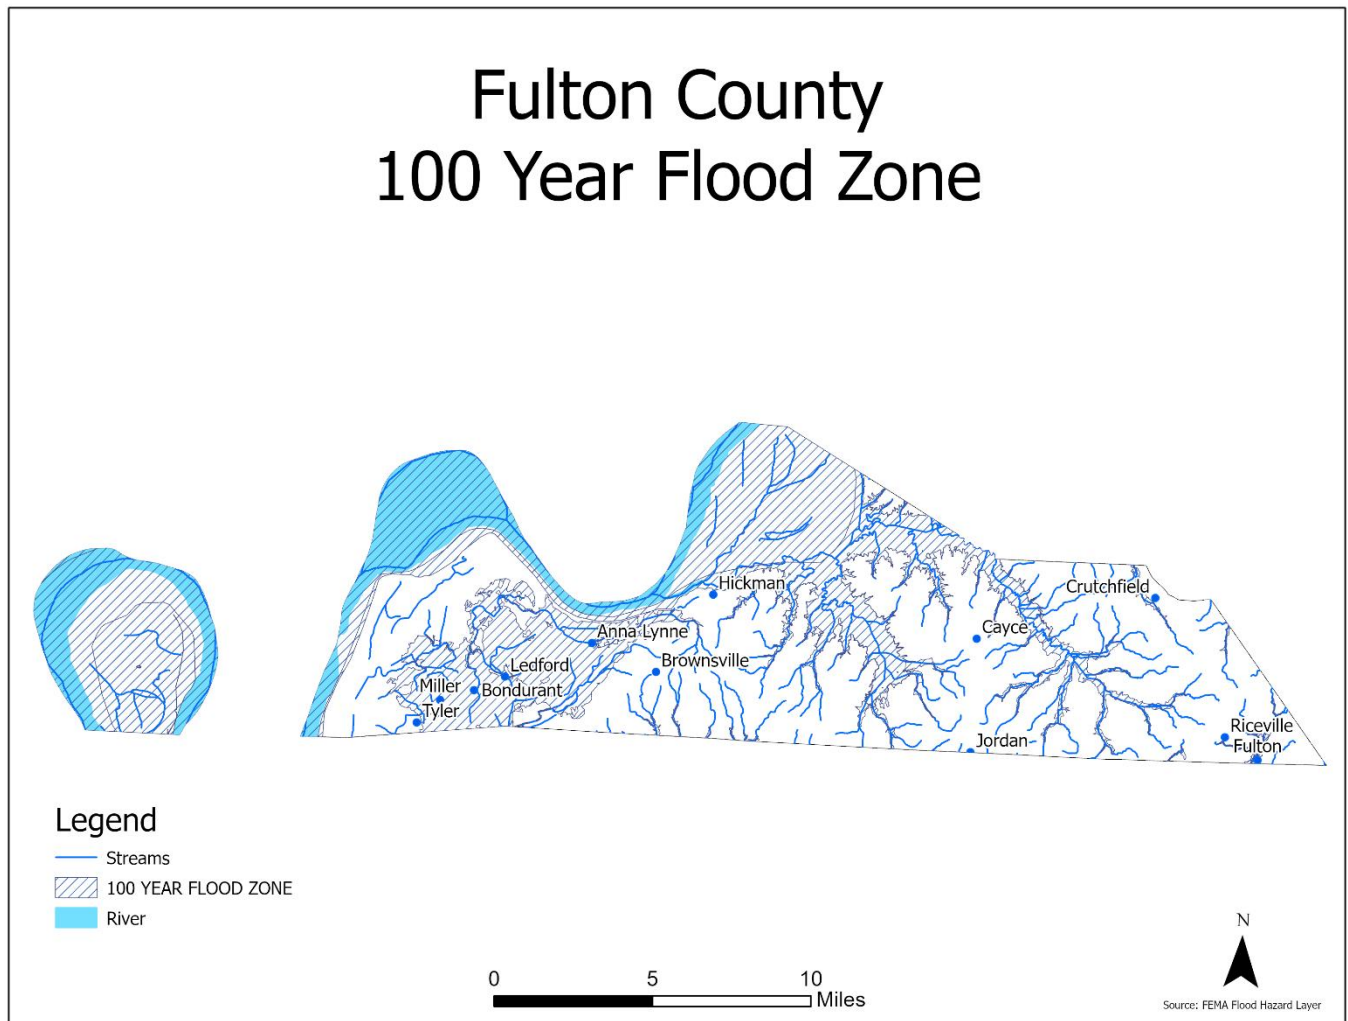 Fulton County
100 Year Flood Zone
Hickman
Crutchfield
Anna Lynne
Cayce
Brownsville
Ledford
Miller
Bondurant
Tyler
Jordan
Riceville
Fulton
Legend
Streams
100 YEAR FLOOD ZONE
River
N
0 5 10
Miles
Source: FEMA Flood Hazard Layer